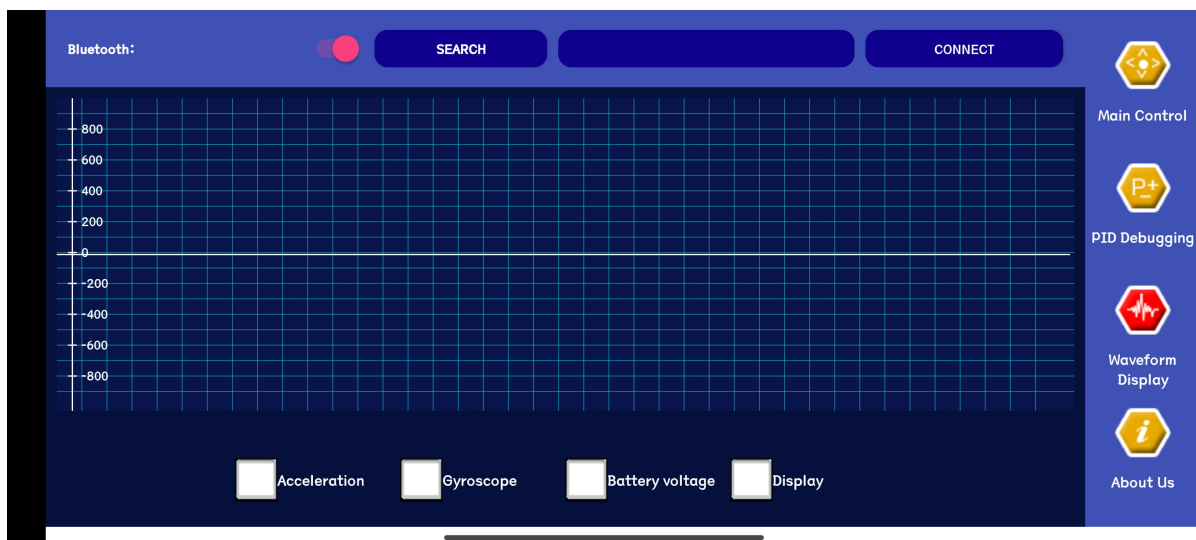 Bluetooth:
SEARCH
CONNECT
Main Control
PID Debugging
Waveform
Display
About Us
800
600
400
200
0
-200
-400
-600
-800
Acceleration
Gyroscope
Battery voltage
Display